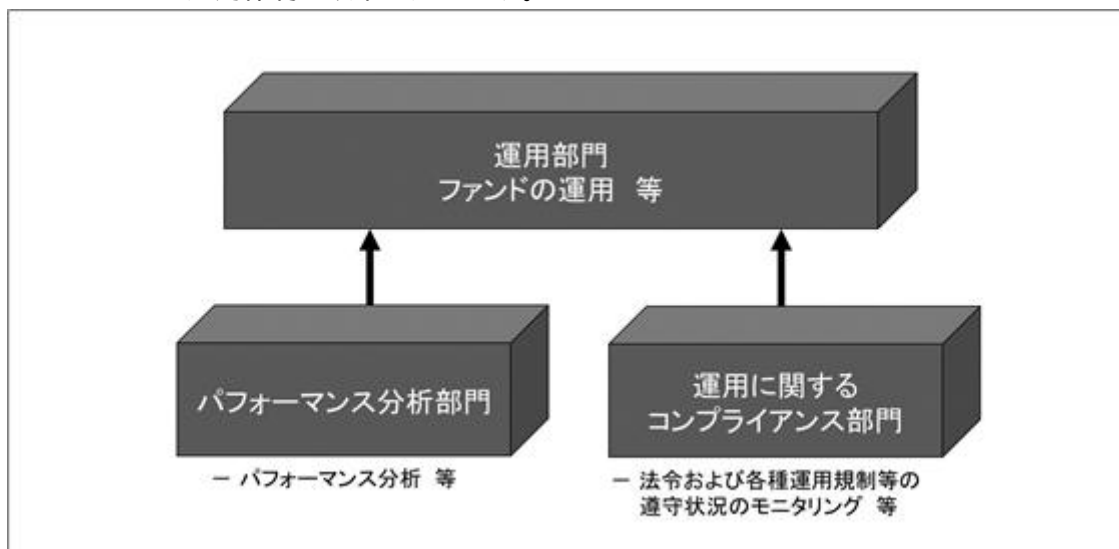 運用部門
ファンドの運用 等
パフォーマンス分析部門
運用に関する
コンプライアンス部門
－ パフォーマンス分析 等
－ 法令および各種運用規制等の
遵守状況のモニタリング 等